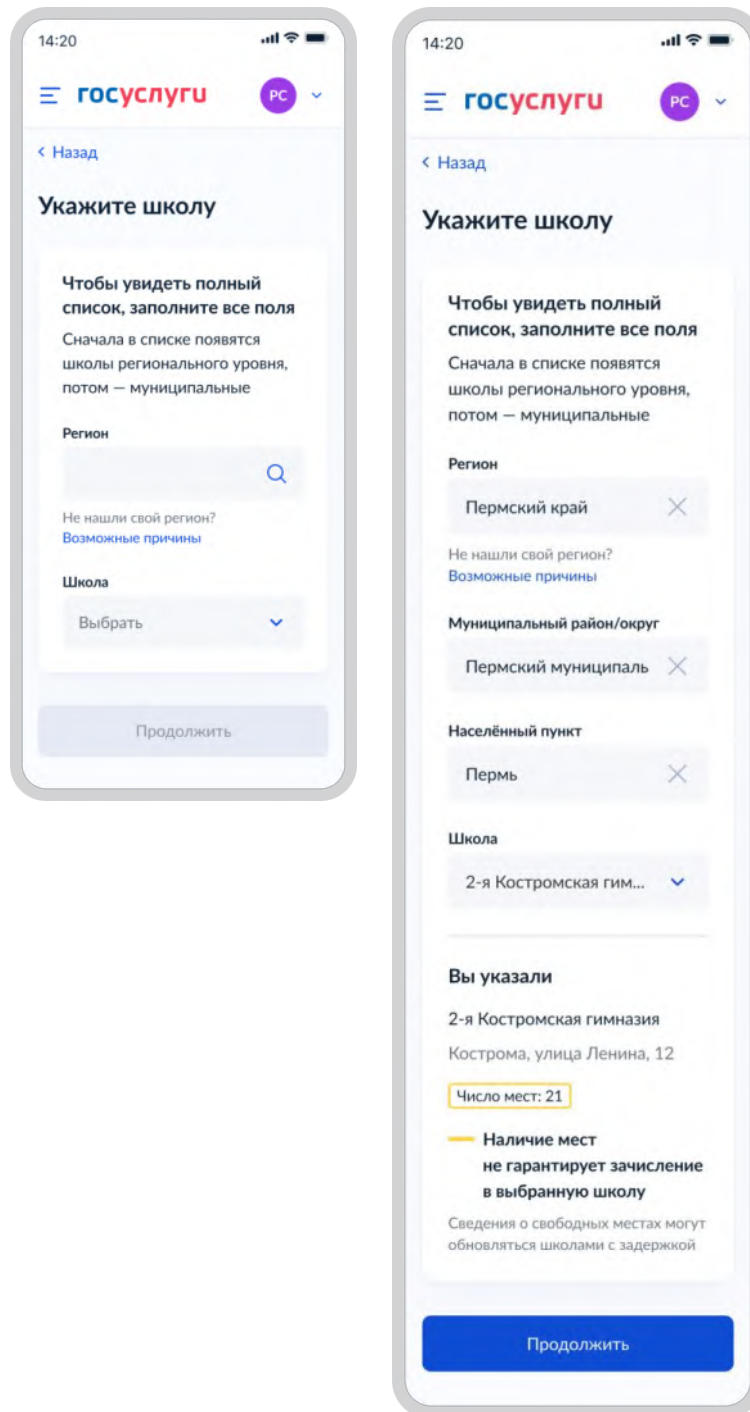 14:20
госуслуги
РС
Назад
Укажите школу
Чтобы увидеть полный
список, заполните все поля
Сначала в списке появятся
школы регионального уровня,
потом — муниципальные
Регион
Не нашли свой регион?
Возможные причины
Школа
Выбрать
Продолжить
14:20
госуслуги
РС
Назад
Укажите школу
Чтобы увидеть полный
список, заполните все поля
Сначала в списке появятся
школы регионального уровня,
потом — муниципальные
Регион
Пермский край
Не нашли свой регион?
Возможные причины
Муниципальный район/округ
Пермский муниципаль
Населённый пункт
Пермь
Школа
2-я Костромская гим...
Вы указали
2-я Костромская гимназия
Кострома, улица Ленина, 12
Число мест: 21
Наличие мест
не гарантирует зачисление
в выбранную школу
Сведения о свободных местах могут
обновляться школами с задержкой
Продолжить